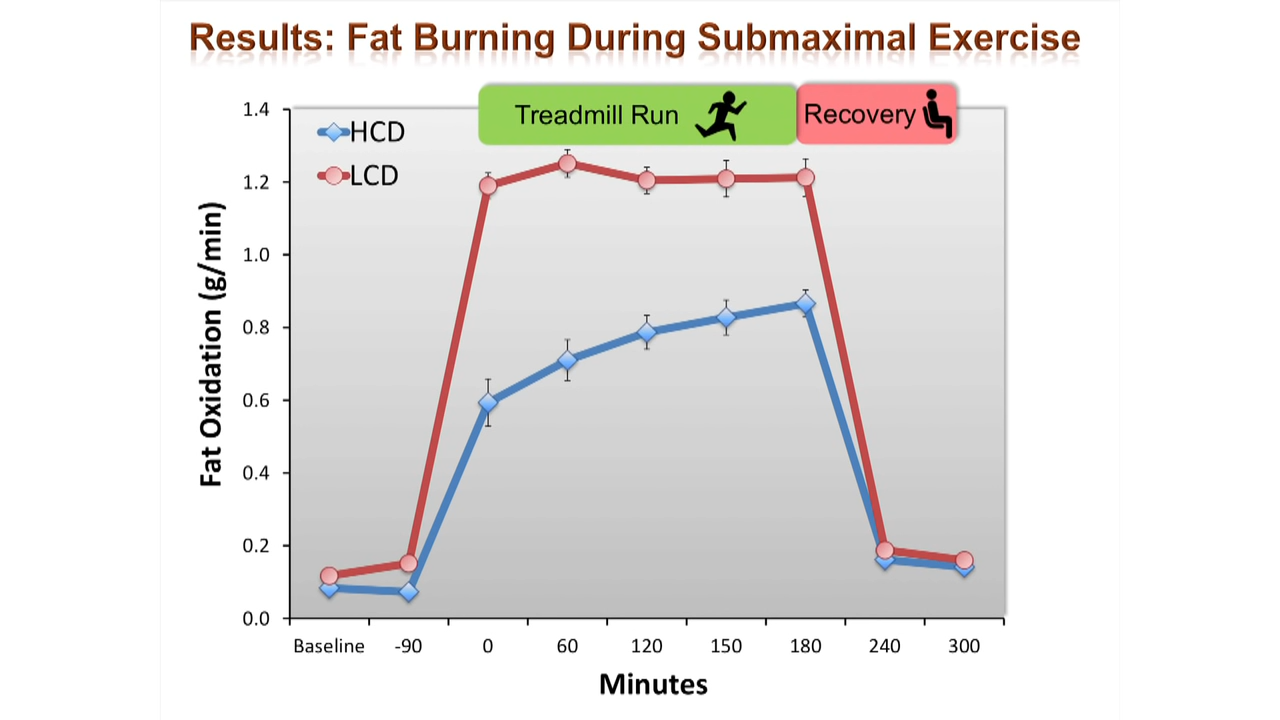 Results: Fat Burning During Submaximal Exercise
Treadmill Run
Recovery
HCD
LCD
Fat Oxidation (g/min)
1.4
1.2
1.0
0.8
0.6
0.4
0.2
0.0
Baseline -90 0 60 120 150 180 240 300
Minutes